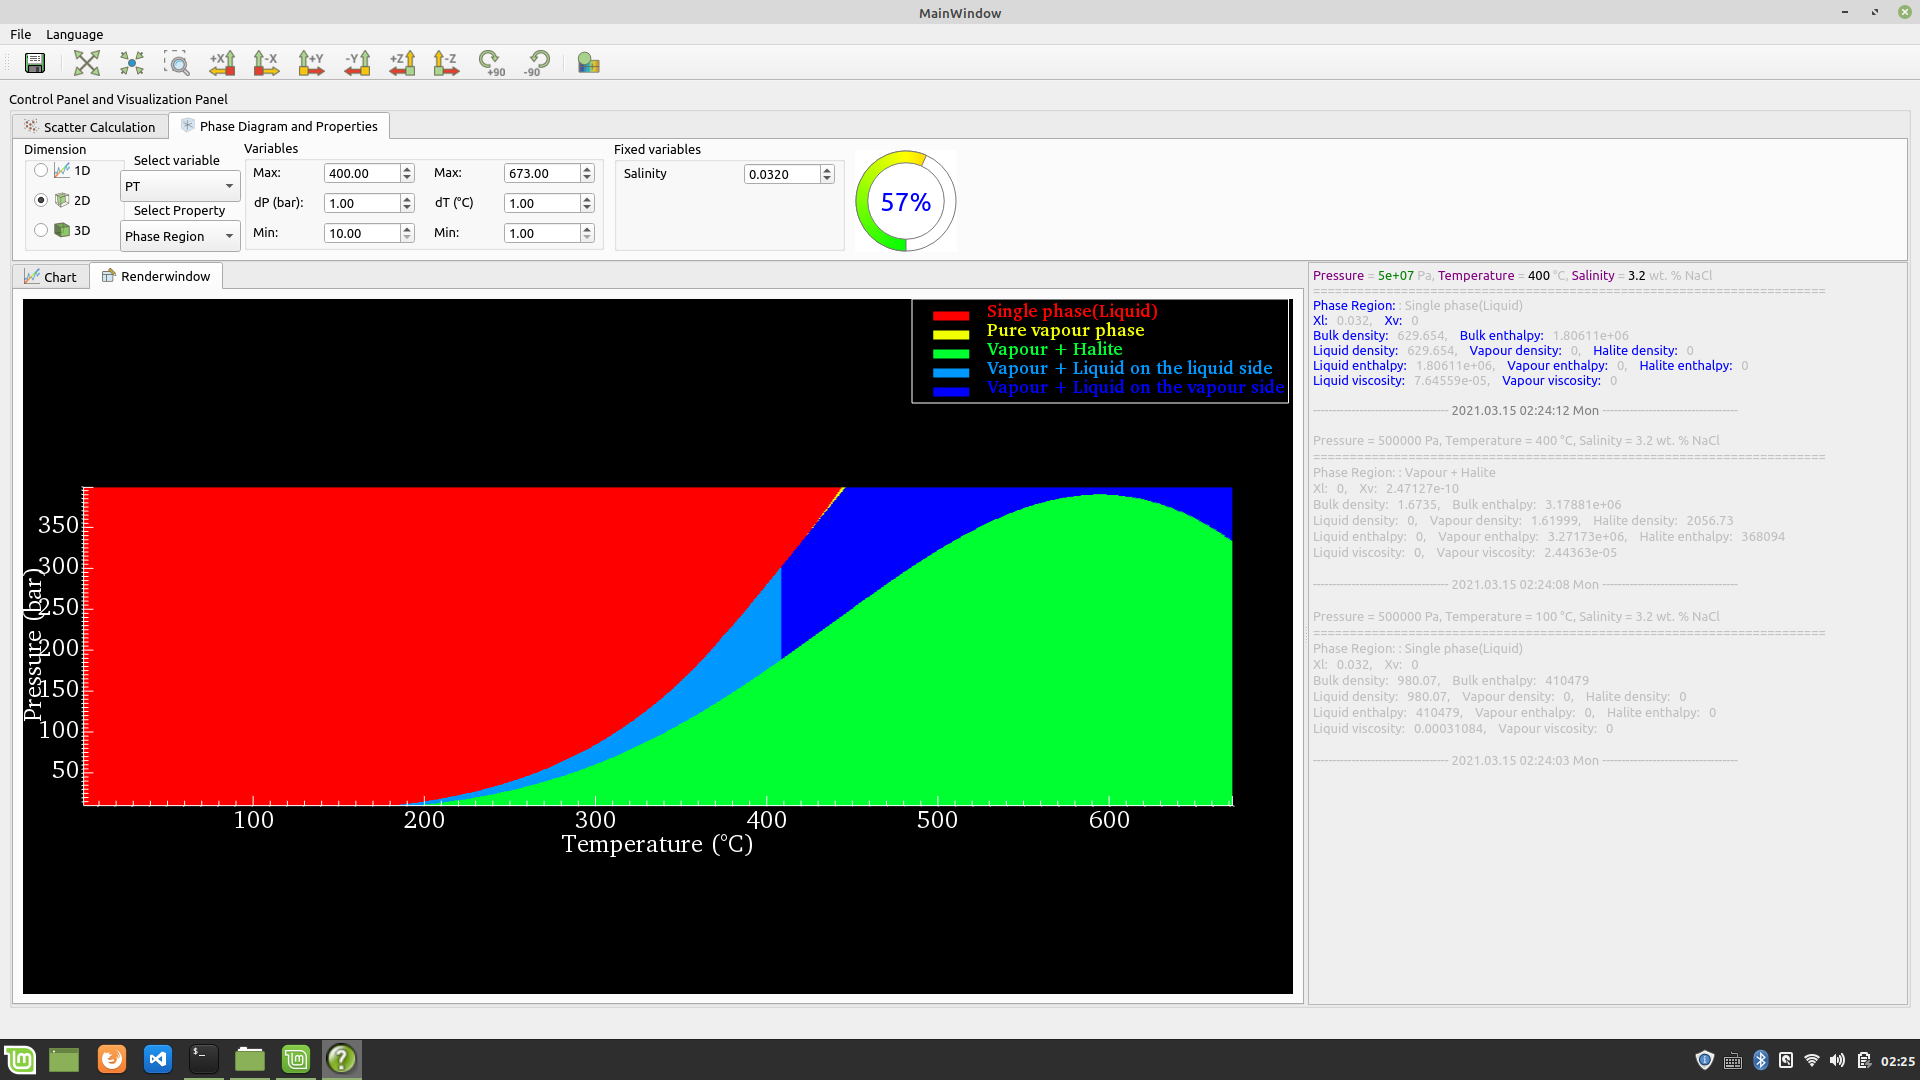 MainWindow
File Language
+X -X +Y -Y +Z -Z +90 -90
Control Panel and Visualization Panel
Scatter Calculation Phase Diagram and Properties
Dimension
1D
2D
3D
Select variable
PT
Select Property
Phase Region
Variables
Max: 400.00 Max: 673.00
dP (bar): 1.00 dT (°C) 1.00
Min: 10.00 Min: 1.00
Fixed variables
Salinity 0.0320
57%
Chart Renderwindow
Single phase(Liquid)
Pure vapour phase
Vapour + Halite
Vapour + Liquid on the liquid side
Vapour + Liquid on the vapour side
Pressure (bar)
350
300
250
200
150
100
50
100 200 300 400 500 600
Temperature (°C)
Pressure = 5e+07 Pa, Temperature = 400 °C, Salinity = 3.2 wt. % NaCl
======================================================================
Phase Region: : Single phase(Liquid)
Xl: 0.032, Xv: 0
Bulk density: 629.654, Bulk enthalpy: 1.80611e+06
Liquid density: 629.654, Vapour density: 0, Halite density: 0
Liquid enthalpy: 1.80611e+06, Vapour enthalpy: 0, Halite enthalpy: 0
Liquid viscosity: 7.64559e-05, Vapour viscosity: 0
----------------------------------- 2021.03.15 02:24:12 Mon -----------------------------------
Pressure = 500000 Pa, Temperature = 400 °C, Salinity = 3.2 wt. % NaCl
======================================================================
Phase Region: : Vapour + Halite
Xl: 0, Xv: 2.47127e-10
Bulk density: 1.6735, Bulk enthalpy: 3.17881e+06
Liquid density: 0, Vapour density: 1.61999, Halite density: 2056.73
Liquid enthalpy: 0, Vapour enthalpy: 3.27173e+06, Halite enthalpy: 368094
Liquid viscosity: 0, Vapour viscosity: 2.44363e-05
----------------------------------- 2021.03.15 02:24:08 Mon -----------------------------------
Pressure = 500000 Pa, Temperature = 100 °C, Salinity = 3.2 wt. % NaCl
======================================================================
Phase Region: : Single phase(Liquid)
Xl: 0.032, Xv: 0
Bulk density: 980.07, Bulk enthalpy: 410479
Liquid density: 980.07, Vapour density: 0, Halite density: 0
Liquid enthalpy: 410479, Vapour enthalpy: 0, Halite enthalpy: 0
Liquid viscosity: 0.00031084, Vapour viscosity: 0
----------------------------------- 2021.03.15 02:24:03 Mon -----------------------------------
02:25